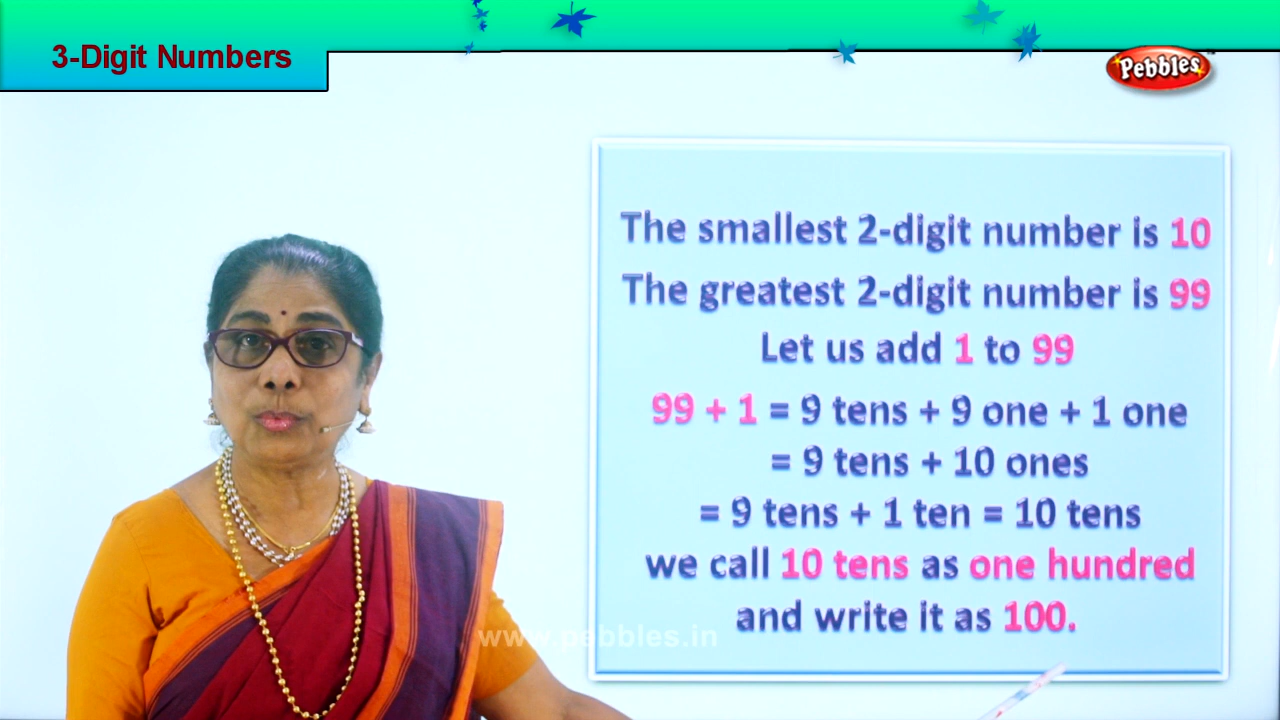 3-Digit Numbers
Pebbles
The smallest 2-digit number is 10
The greatest 2-digit number is 99
Let us add 1 to 99
99 + 1 = 9 tens + 9 one + 1 one
= 9 tens + 10 ones
= 9 tens + 1 ten = 10 tens
we call 10 tens as one hundred
and write it as 100.
www.pebbles.in